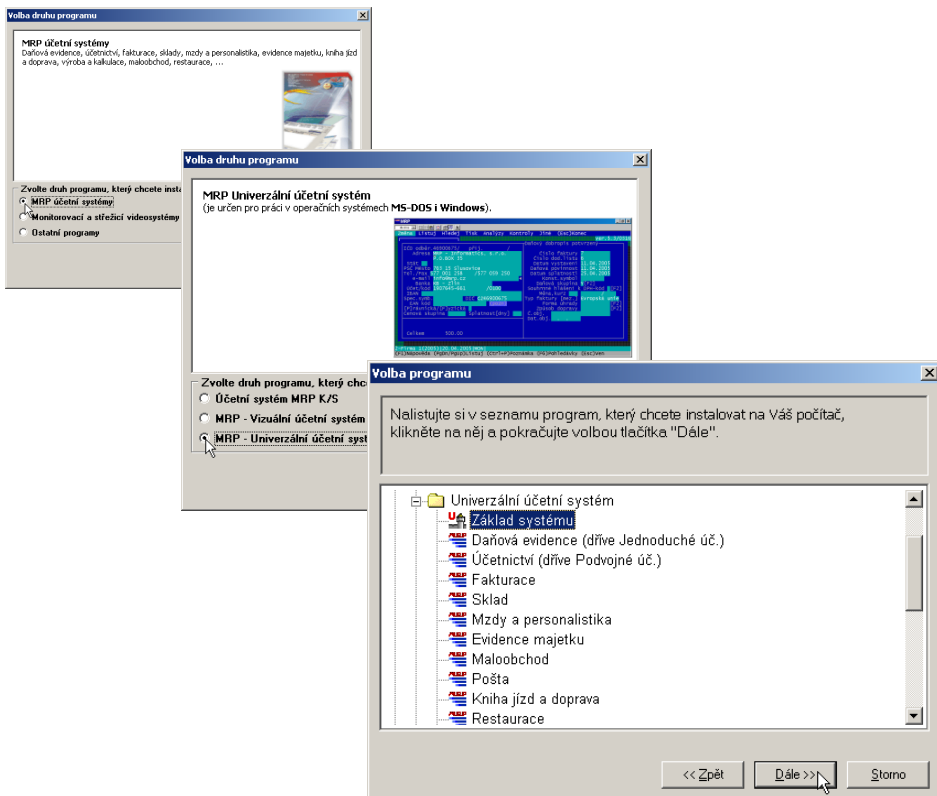 Volba druhu programu
MRP účetní systémy
Daňová evidence, účetnictví, fakturace, sklady, mzdy a personalistika, evidence majetku, kniha jízd
a doprava, výroba a kalkulace, maloobchod, restaurace, ...
Zvolte druh programu, který chcete insta
MRP účetní systémy
Monitorovací a střežicí videosystémy
Ostatní programy
Volba druhu programu
MRP Univerzální účetní systém
(je určen pro práci v operačních systémech MS-DOS i Windows).
Zvolte druh programu, který chc
Účetní systém MRP K/S
MRP - Vizuální účetní systém
MRP - Univerzální účetní syst
Volba programu
Nalistujte si v seznamu program, který chcete instalovat na Váš počítač,
klikněte na něj a pokračujte volbou tlačítka "Dále".
Univerzální účetní systém
Základ systému
Daňová evidence (dříve Jednoduché úč.)
Účetnictví (dříve Podvojné úč.)
Fakturace
Sklad
Mzdy a personalistika
Evidence majetku
Maloobchod
Pošta
Kniha jízd a doprava
Restaurace
<< Zpět
Dále >>
Storno